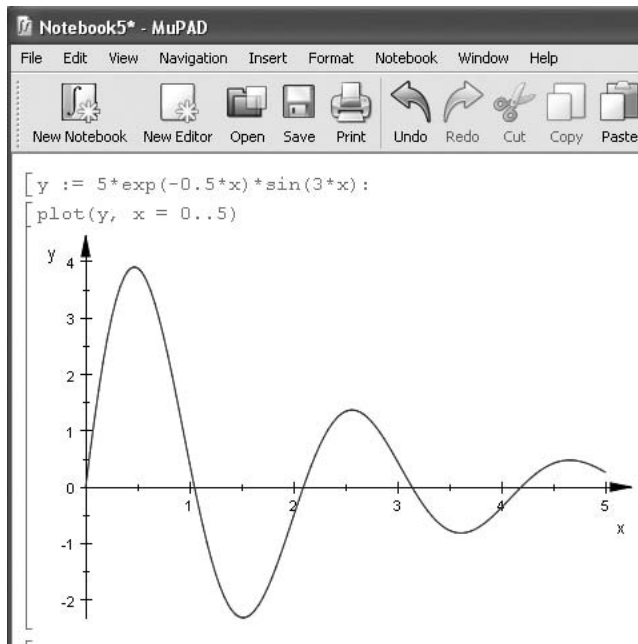 Notebook5* - MuPAD
File Edit View Navigation Insert Format Notebook Window Help
New Notebook New Editor Open Save Print Undo Redo Cut Copy Paste
y := 5*exp(-0.5*x)*sin(3*x):
plot(y, x = 0..5)
y
4
3
2
1
0
1 2 3 4 5
x
-1
-2